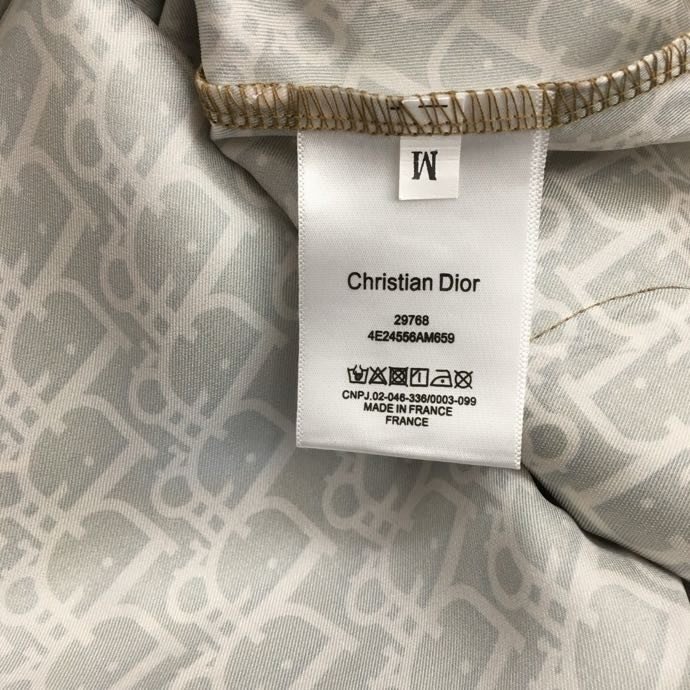 M
Christian Dior
29768
4E24556AM659
CNPJ.02-046-336/0003-099
MADE IN FRANCE
FRANCE